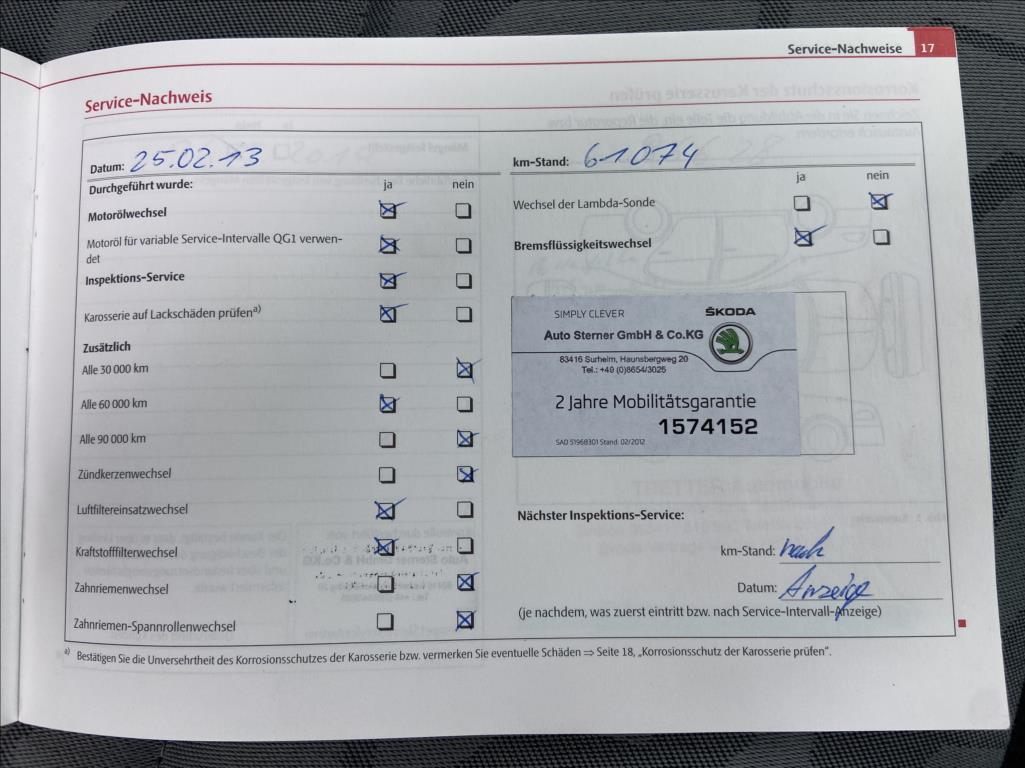 Service-Nachweise 17
Service-Nachweis
Datum: 25.02.13
km-Stand: 61074
Durchgeführt wurde: ja nein
ja nein
Motorölwechsel
Wechsel der Lambda-Sonde
Motoröl für variable Service-Intervalle QG1 verwen-
det
Bremsflüssigkeitswechsel
Inspektions-Service
Karosserie auf Lackschäden prüfen a)
Zusätzlich
Alle 30 000 km
Alle 60 000 km
Alle 90 000 km
Zündkerzenwechsel
Luftfiltereinsatzwechsel
Kraftstofffilterwechsel
Zahnriemenwechsel
Zahnriemen-Spannrollenwechsel
SIMPLY CLEVER ŠKODA
Auto Sterner GmbH & Co.KG
83416 Surheim, Haunsbergweg 20
Tel.: +49 (0)8654/3025
2 Jahre Mobilitätsgarantie
1574152
SAD 51968301 Stand: 02/2012
Nächster Inspektions-Service:
km-Stand: nach
Datum: Anzeige
(je nachdem, was zuerst eintritt bzw. nach Service-Intervall-Anzeige)
a) Bestätigen Sie die Unversehrtheit des Korrosionsschutzes der Karosserie bzw. vermerken Sie eventuelle Schäden ⇒ Seite 18, „Korrosionsschutz der Karosserie prüfen".